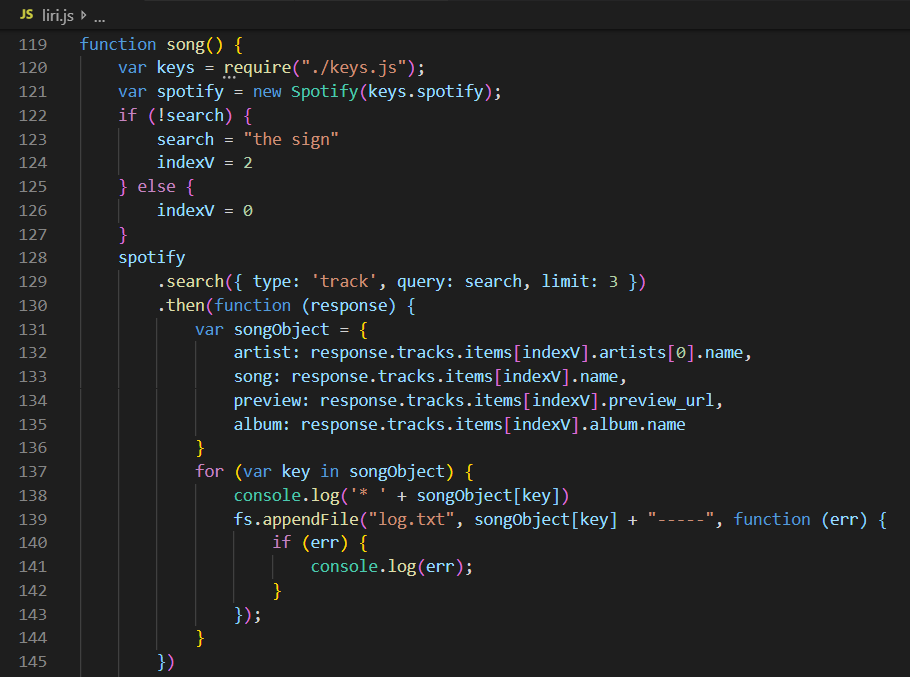 JS liri.js ▸ ...
119 function song() {
120     var keys = require("./keys.js");
121     var spotify = new Spotify(keys.spotify);
122     if (!search) {
123         search = "the sign"
124         indexV = 2
125     } else {
126         indexV = 0
127     }
128     spotify
129         .search({ type: 'track', query: search, limit: 3 })
130         .then(function (response) {
131             var songObject = {
132                 artist: response.tracks.items[indexV].artists[0].name,
133                 song: response.tracks.items[indexV].name,
134                 preview: response.tracks.items[indexV].preview_url,
135                 album: response.tracks.items[indexV].album.name
136             }
137             for (var key in songObject) {
138                 console.log('* ' + songObject[key])
139                 fs.appendFile("log.txt", songObject[key] + "-----", function (err) {
140                     if (err) {
141                         console.log(err);
142                     }
143                 });
144             }
145         })